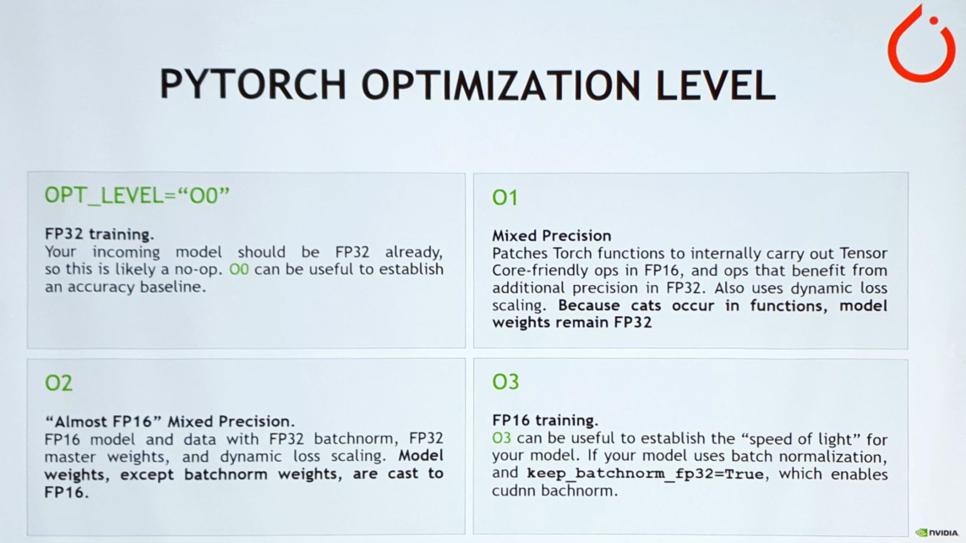 PYTORCH OPTIMIZATION LEVEL
OPT_LEVEL=“O0”
FP32 training.
Your incoming model should be FP32 already,
so this is likely a no-op. O0 can be useful to establish
an accuracy baseline.
O1
Mixed Precision
Patches Torch functions to internally carry out Tensor
Core-friendly ops in FP16, and ops that benefit from
additional precision in FP32. Also uses dynamic loss
scaling. Because cats occur in functions, model
weights remain FP32
O2
“Almost FP16” Mixed Precision.
FP16 model and data with FP32 batchnorm, FP32
master weights, and dynamic loss scaling. Model
weights, except batchnorm weights, are cast to
FP16.
O3
FP16 training.
O3 can be useful to establish the “speed of light” for
your model. If your model uses batch normalization,
and keep_batchnorm_fp32=True, which enables
cudnn bachnorm.
NVIDIA.